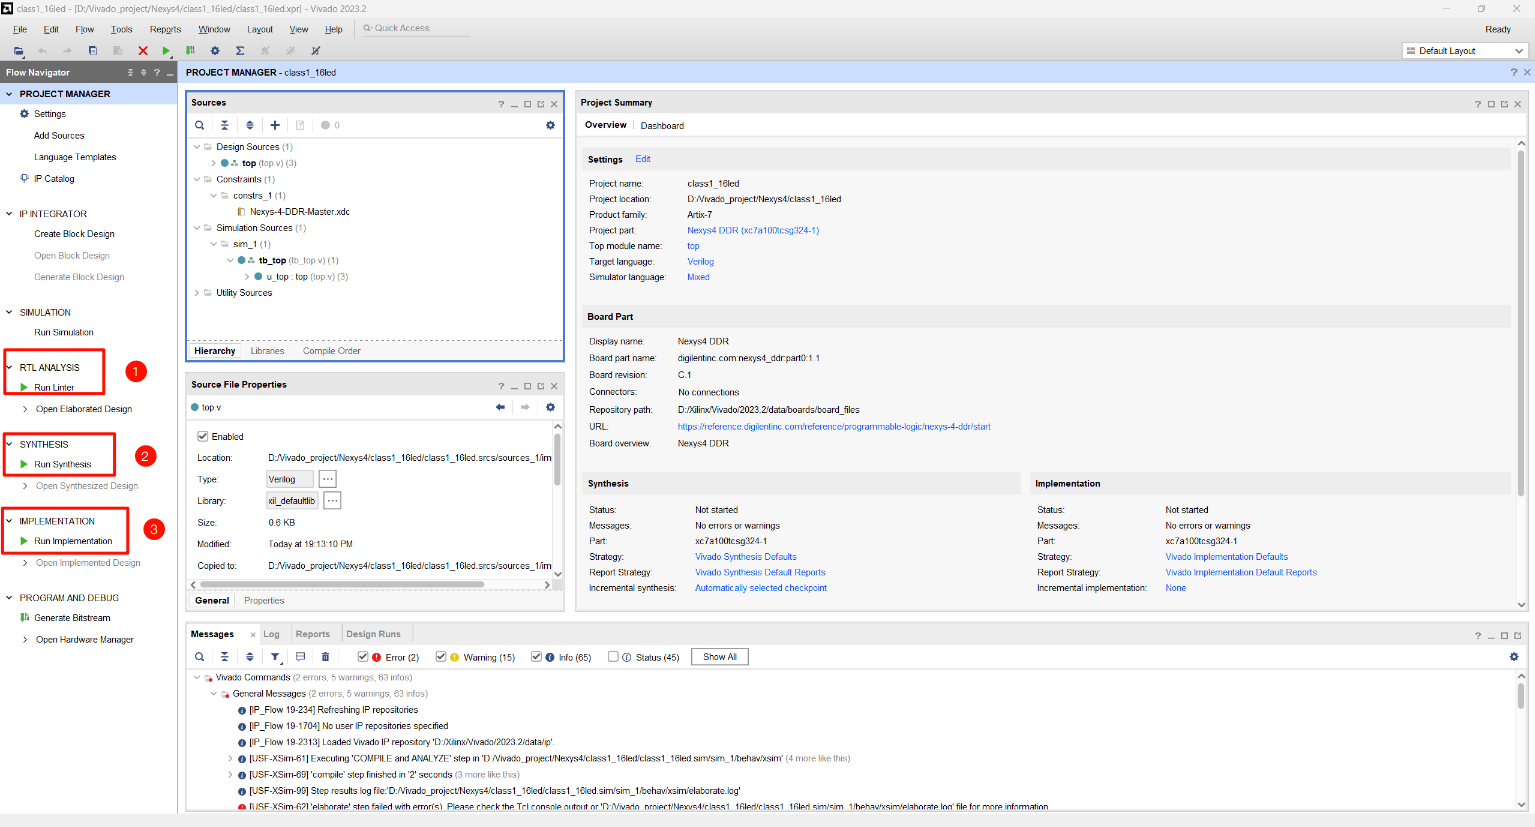 class1_16led - [D:/Vivado_project/Nexys4/class1_16led/class1_16led.xpr] - Vivado 2023.2
File Edit Flow Tools Reports Window Layout View Help Quick Access Ready
Default Layout
Flow Navigator
PROJECT MANAGER
Settings
Add Sources
Language Templates
IP Catalog
IP INTEGRATOR
Create Block Design
Open Block Design
Generate Block Design
SIMULATION
Run Simulation
RTL ANALYSIS
Run Linter
1
Open Elaborated Design
SYNTHESIS
Run Synthesis
2
Open Synthesized Design
IMPLEMENTATION
Run Implementation
3
Open Implemented Design
PROGRAM AND DEBUG
Generate Bitstream
Open Hardware Manager
PROJECT MANAGER - class1_16led
Sources
0
Design Sources (1)
top (top.v) (3)
Constraints (1)
constrs_1 (1)
Nexys-4-DDR-Master.xdc
Simulation Sources (1)
sim_1 (1)
tb_top (tb_top.v) (1)
u_top : top (top.v) (3)
Utility Sources
Hierarchy Libraries Compile Order
Source File Properties
top.v
Enabled
Location: D:/Vivado_project/Nexys4/class1_16led/class1_16led.srcs/sources_1/im
Type: Verilog
Library: xil_defaultlib
Size: 0.6 KB
Modified: Today at 19:13:10 PM
Copied to: D:/Vivado_project/Nexys4/class1_16led/class1_16led.srcs/sources_1/im
General Properties
Project Summary
Overview Dashboard
Settings Edit
Project name: class1_16led
Project location: D:/Vivado_project/Nexys4/class1_16led
Product family: Artix-7
Project part: Nexys4 DDR (xc7a100tcsg324-1)
Top module name: top
Target language: Verilog
Simulator language: Mixed
Board Part
Display name: Nexys4 DDR
Board part name: digilentinc.com:nexys4_ddr:part0:1.1
Board revision: C.1
Connectors: No connections
Repository path: D:/Xilinx/Vivado/2023.2/data/boards/board_files
URL: https://reference.digilentinc.com/reference/programmable-logic/nexys-4-ddr/start
Board overview: Nexys4 DDR
Synthesis
Status: Not started
Messages: No errors or warnings
Part: xc7a100tcsg324-1
Strategy: Vivado Synthesis Defaults
Report Strategy: Vivado Synthesis Default Reports
Incremental synthesis: Automatically selected checkpoint
Implementation
Status: Not started
Messages: No errors or warnings
Part: xc7a100tcsg324-1
Strategy: Vivado Implementation Defaults
Report Strategy: Vivado Implementation Default Reports
Incremental implementation: None
Messages Log Reports Design Runs
Error (2) Warning (15) Info (65) Status (45) Show All
Vivado Commands (2 errors, 5 warnings, 63 infos)
General Messages (2 errors, 5 warnings, 63 infos)
[IP_Flow 19-234] Refreshing IP repositories
[IP_Flow 19-1704] No user IP repositories specified
[IP_Flow 19-2313] Loaded Vivado IP repository 'D:/Xilinx/Vivado/2023.2/data/ip'.
[USF-XSim-61] Executing 'COMPILE and ANALYZE' step in 'D:/Vivado_project/Nexys4/class1_16led/class1_16led.sim/sim_1/behav/xsim' (4 more like this)
[USF-XSim-69] 'compile' step finished in '2' seconds (3 more like this)
[USF-XSim-99] Step results log file:'D:/Vivado_project/Nexys4/class1_16led/class1_16led.sim/sim_1/behav/xsim/elaborate.log'
[USF-XSim-62] 'elaborate' step failed with error(s). Please check the Tcl console output or 'D:/Vivado_project/Nexys4/class1_16led/class1_16led.sim/sim_1/behav/xsim/elaborate.log' file for more information.